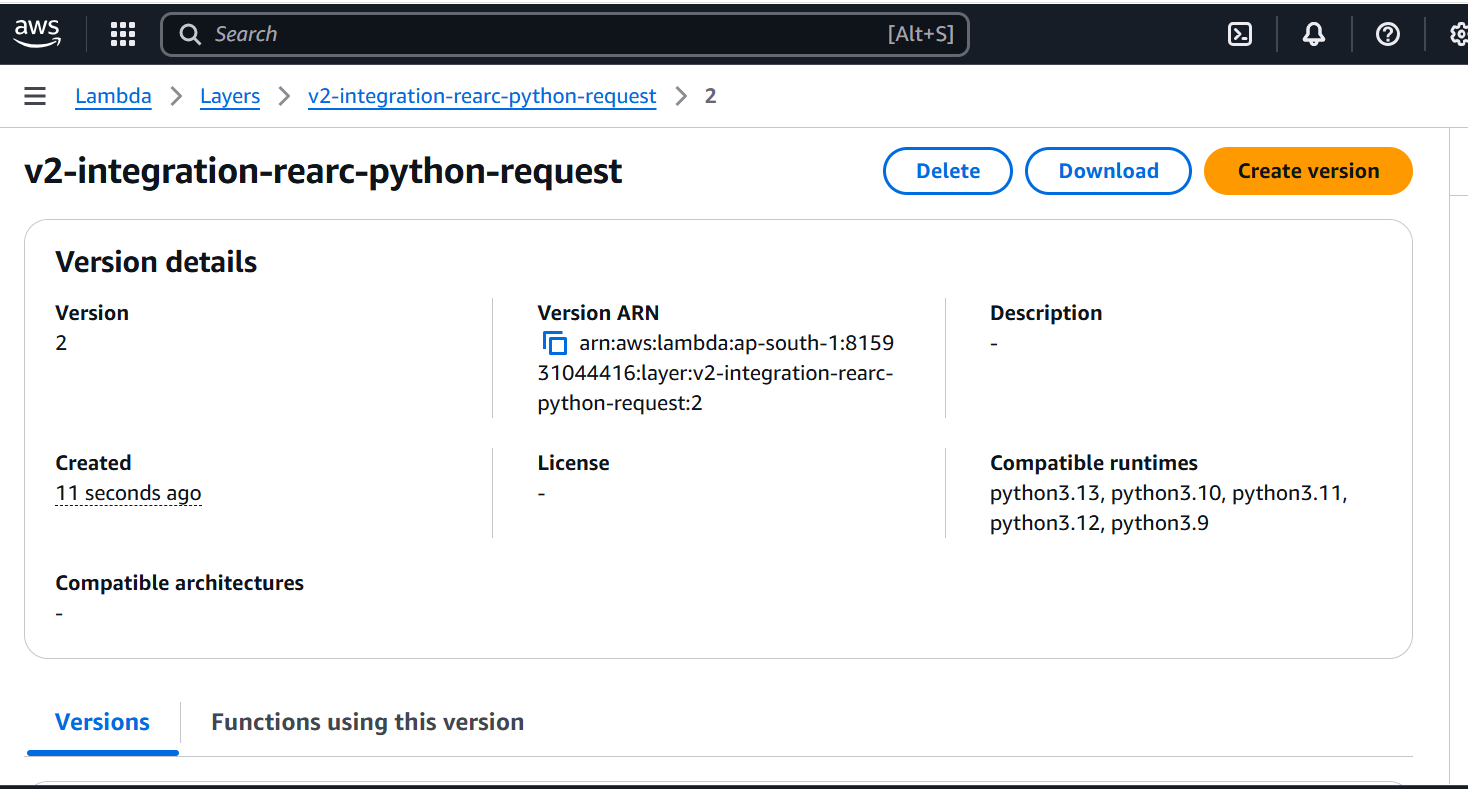 aws
Search [Alt+S]
Lambda > Layers > v2-integration-rearc-python-request > 2
v2-integration-rearc-python-request
Delete
Download
Create version
Version details
Version
2
Version ARN
arn:aws:lambda:ap-south-1:8159
31044416:layer:v2-integration-rearc-
python-request:2
Description
-
Created
11 seconds ago
License
-
Compatible runtimes
python3.13, python3.10, python3.11,
python3.12, python3.9
Compatible architectures
-
Versions
Functions using this version